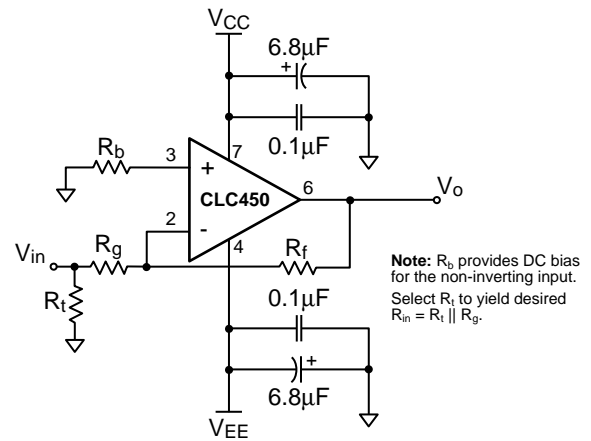 VCC
6.8µF
+
0.1µF
Rb
3
7
+
CLC450
6
Vo
2
-
4
Vin
Rg
Rf
Rt
Note: Rb provides DC bias
for the non-inverting input.
Select Rt to yield desired
Rin = Rt || Rg.
0.1µF
+
6.8µF
VEE